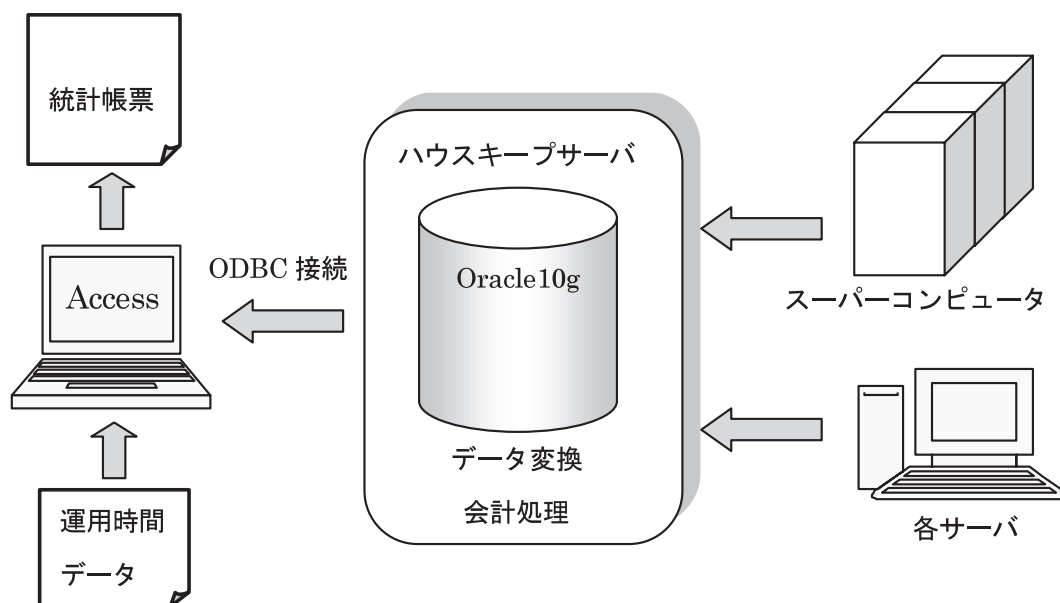 統計帳票
Access
運用時間
データ
ODBC 接続
ハウスキープサーバ
Oracle10g
データ変換
会計処理
スーパーコンピュータ
各サーバ